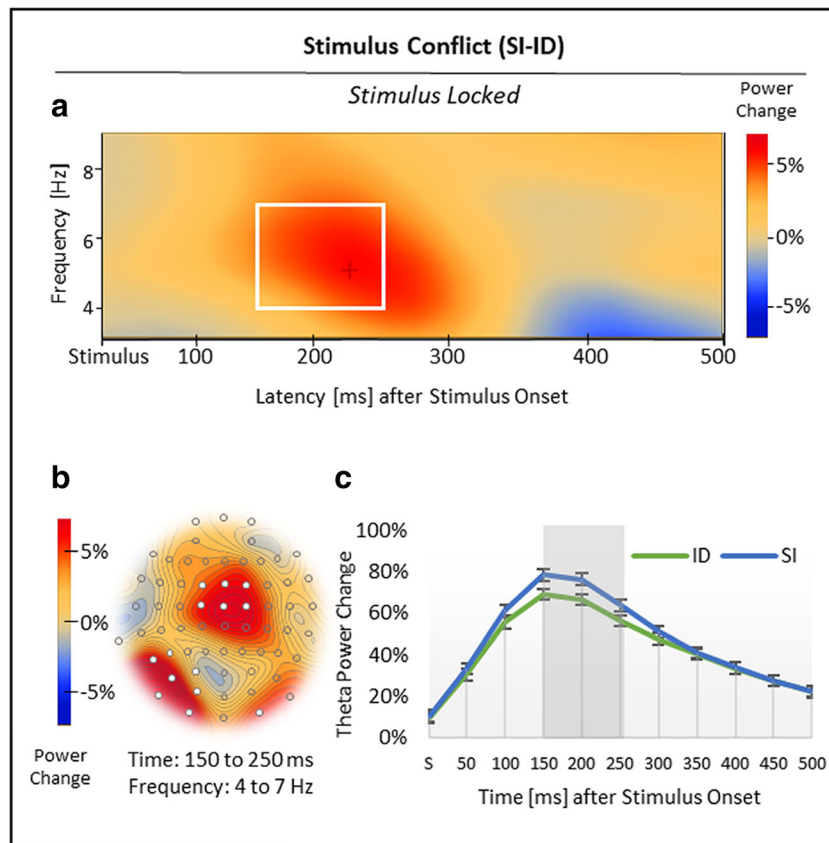 Stimulus Conflict (SI-ID)
Stimulus Locked
a
Power
Change
Frequency [Hz]
8
6
4
5%
0%
-5%
Stimulus 100 200 300 400 500
Latency [ms] after Stimulus Onset
b
5%
0%
-5%
Power
Change
Time: 150 to 250 ms
Frequency: 4 to 7 Hz
c
Theta Power Change
100%
80%
60%
40%
20%
0%
ID SI
S 50 100 150 200 250 300 350 400 450 500
Time [ms] after Stimulus Onset